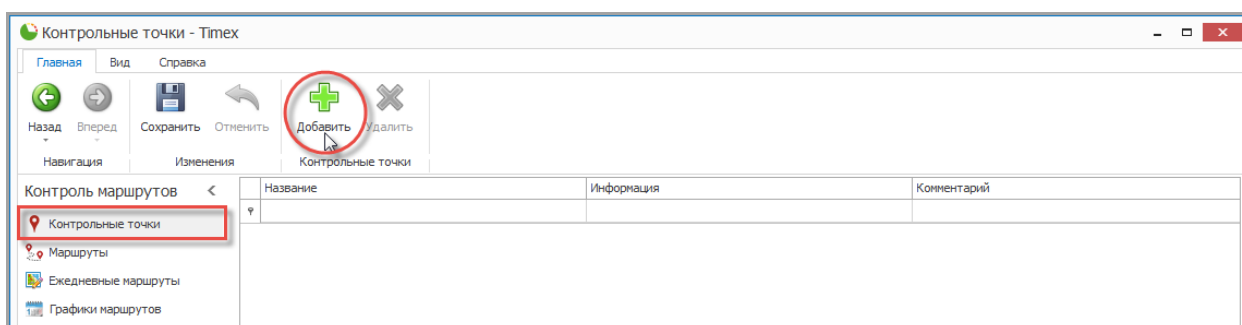 Контрольные точки - Timex
Главная Вид Справка
Назад Вперед Сохранить Отменить Добавить Удалить
Навигация Изменения Контрольные точки
Контроль маршрутов < Название Информация Комментарий
Контрольные точки
Маршруты
Ежедневные маршруты
Графики маршрутов